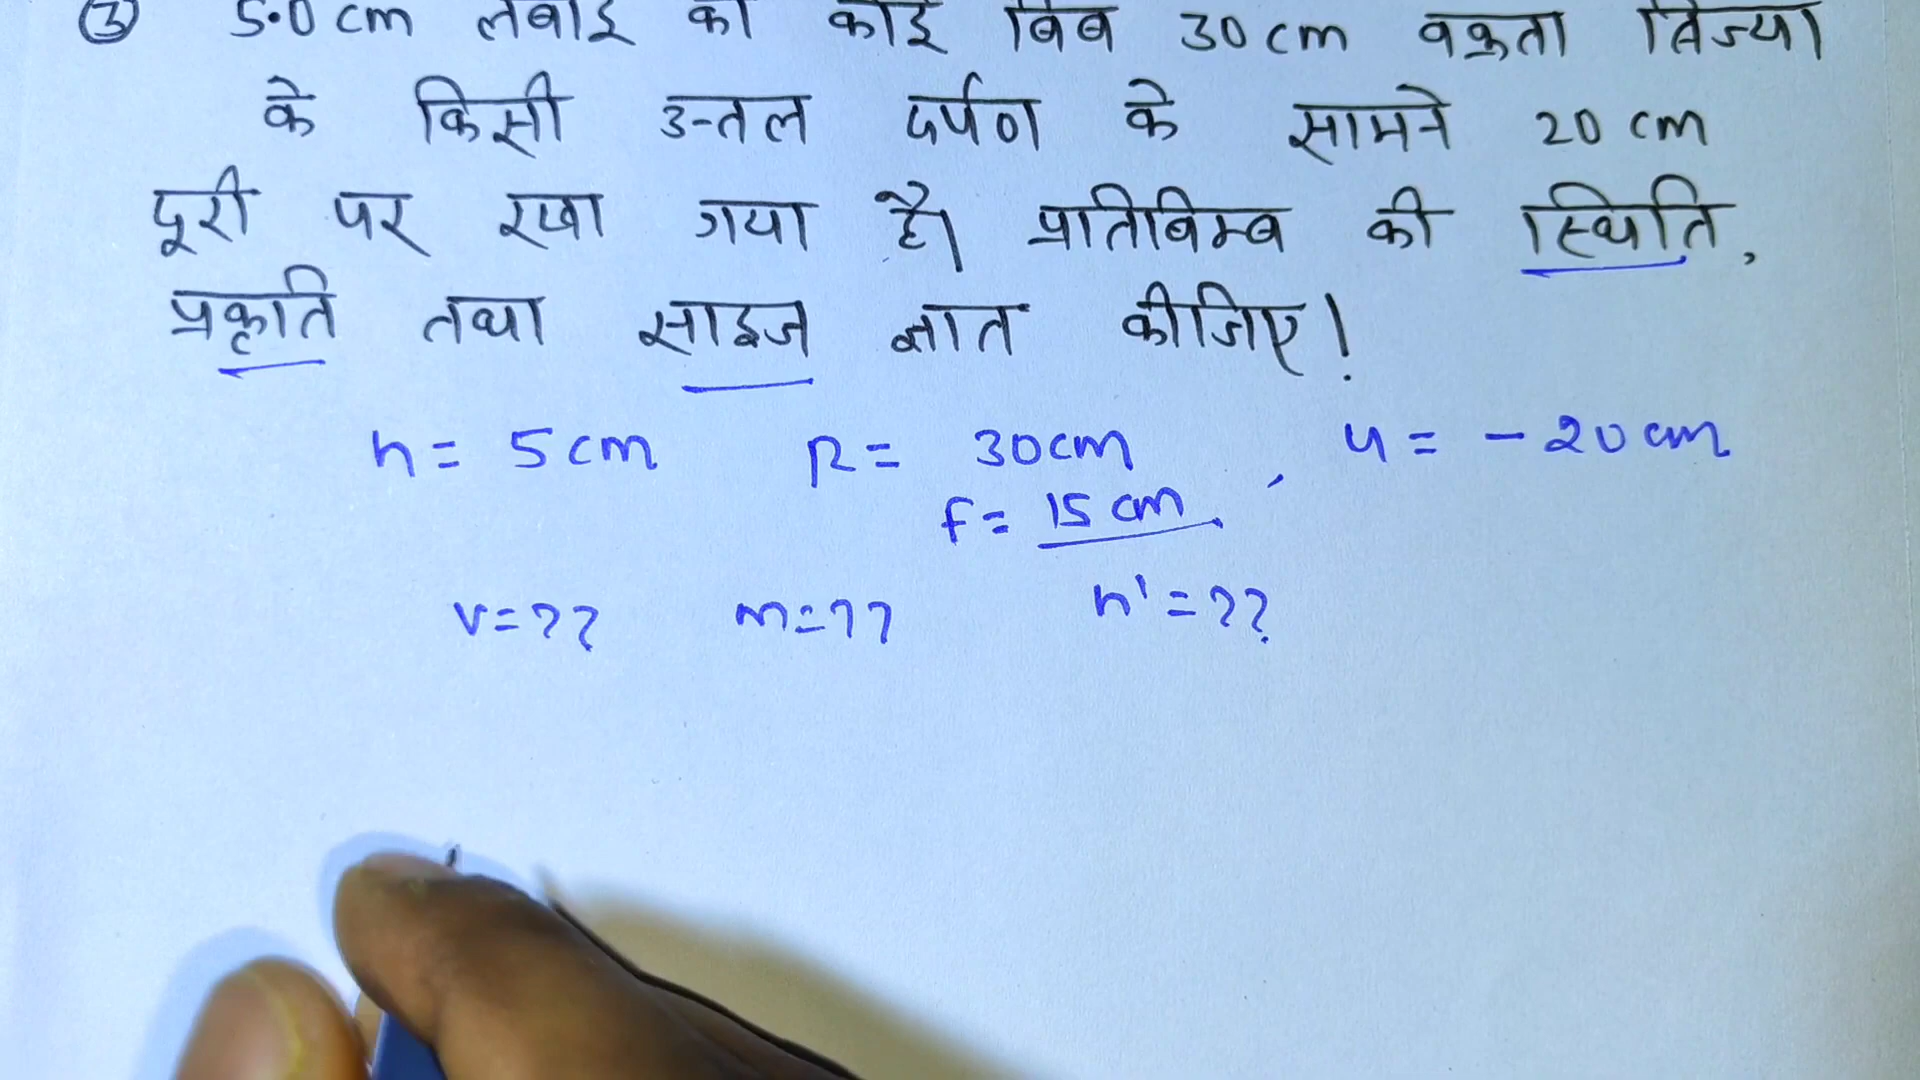 ③ 5.0 cm लंबाई का कोई बिंब 30 cm वक्रता त्रिज्या
के किसी उन्तल दर्पण के सामने 20 cm
दूरी पर रखा गया है। प्रतिबिम्ब की स्थिति,
प्रकृति तथा साइज ज्ञात कीजिए!
h = 5 cm R = 30cm , u = - 20 cm
f = 15 cm
v = ?? m = ?? h' = ??